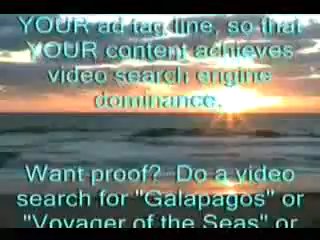 YOUR ad tag line, so that
YOUR content achieves
video search engine
dominance.
Want proof?  Do a video
search for "Galapagos" or
"Voyager of the Seas" or